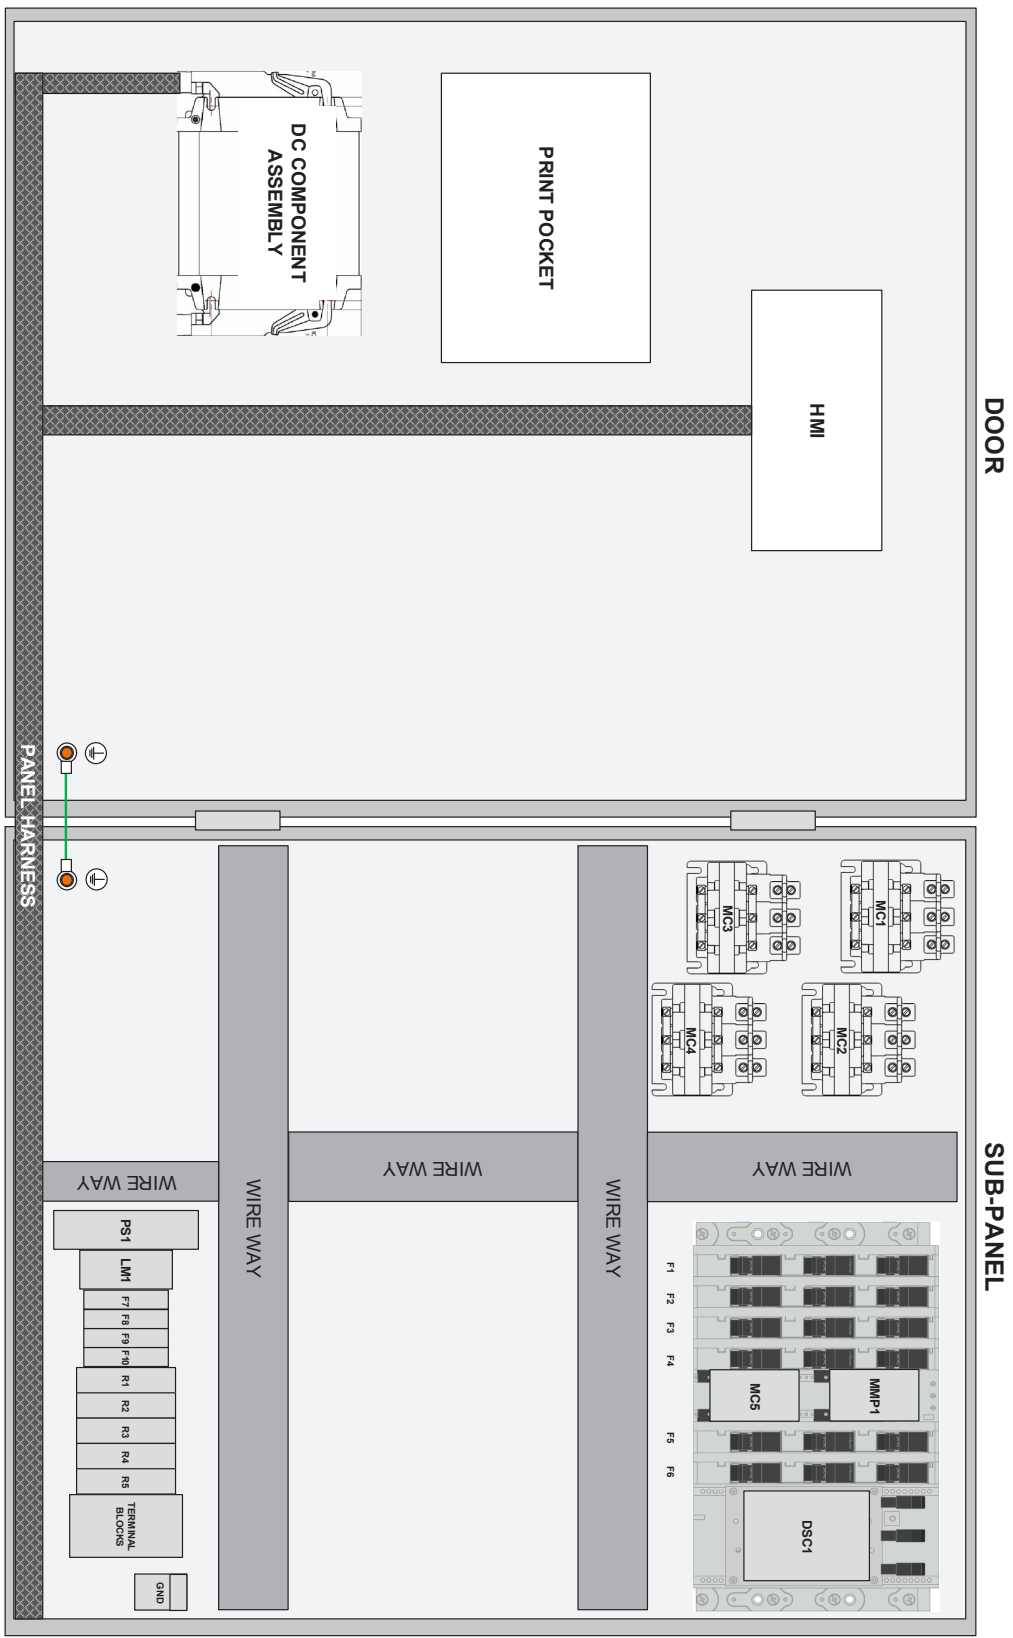 DOOR
HMI
PRINT POCKET
DC COMPONENT
ASSEMBLY
PANEL HARNESS
SUB-PANEL
MC1
MC2
MC3
MC4
WIRE WAY
WIRE WAY
WIRE WAY
WIRE WAY
WIRE WAY
F1
F2
F3
F4
MMP1
MC5
F5
F6
DSC1
PS1
LM1
F7
F8
F9
F10
R1
R2
R3
R4
R5
TERMINAL
BLOCKS
GND